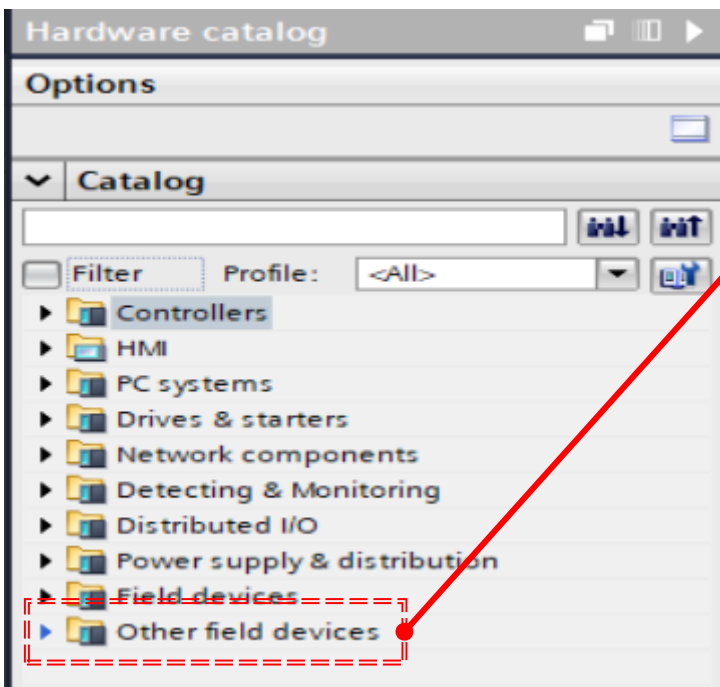 Hardware catalog
Options
Catalog
Filter Profile: <All>
Controllers
HMI
PC systems
Drives & starters
Network components
Detecting & Monitoring
Distributed I/O
Power supply & distribution
Field devices
Other field devices